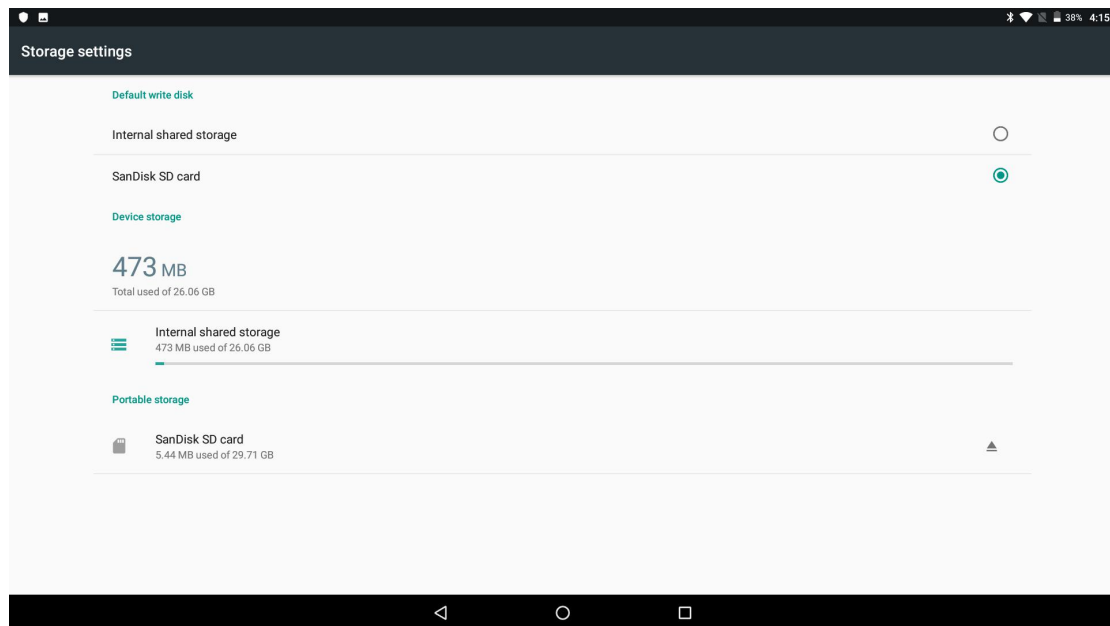 38% 4:15
Storage settings
Default write disk
Internal shared storage
SanDisk SD card
Device storage
473 MB
Total used of 26.06 GB
Internal shared storage
473 MB used of 26.06 GB
Portable storage
SanDisk SD card
5.44 MB used of 29.71 GB